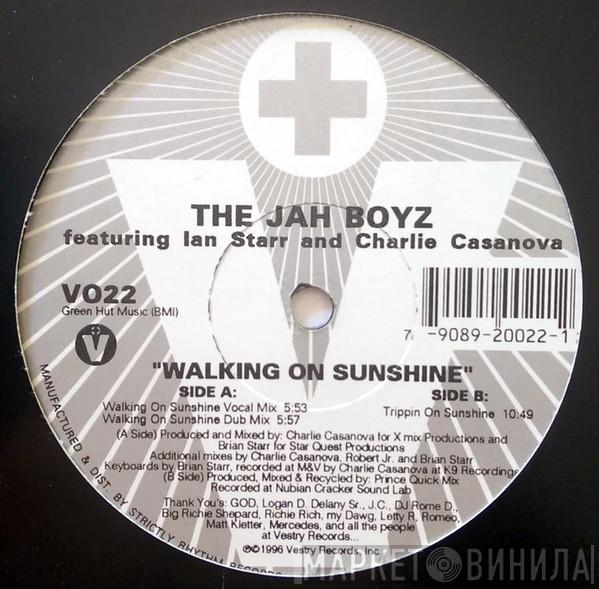 THE JAH BOYZ
featuring Ian Starr and Charlie Casanova
V022
Green Hut Music (BMI)
V
7 -9089-20022-1
"WALKING ON SUNSHINE"
SIDE A:
Walking On Sunshine Vocal Mix 5:53
Walking On Sunshine Dub Mix 5:57
SIDE B:
Trippin On Sunshine 10:49
(A Side) Produced and Mixed by: Charlie Casanova for X mix Productions and
Brian Starr for Star Quest Productions
Additional mixes by Charlie Casanova, Robert Jr. and Brian Starr
Keyboards by Brian Starr, recorded at M&V by Charlie Casanova at K9 Recordings
(B Side) Produced, Mixed & Recycled by: Prince Quick Mix
Recorded at Nubian Cracker Sound Lab
Thank You's: GOD, Logan D. Delany Sr., J.C., DJ Rome D.,
Big Richie Shepard, Richie Rich, my Dawg, Letty R, Romeo,
Matt Kletter, Mercedes, and all the people
at Vestry Records...
℗©1996 Vestry Records, Inc.
MANUFACTURED & DIST. BY STRICTLY RHYTHM RECORDS
МАРКЕТ ВИНИЛА